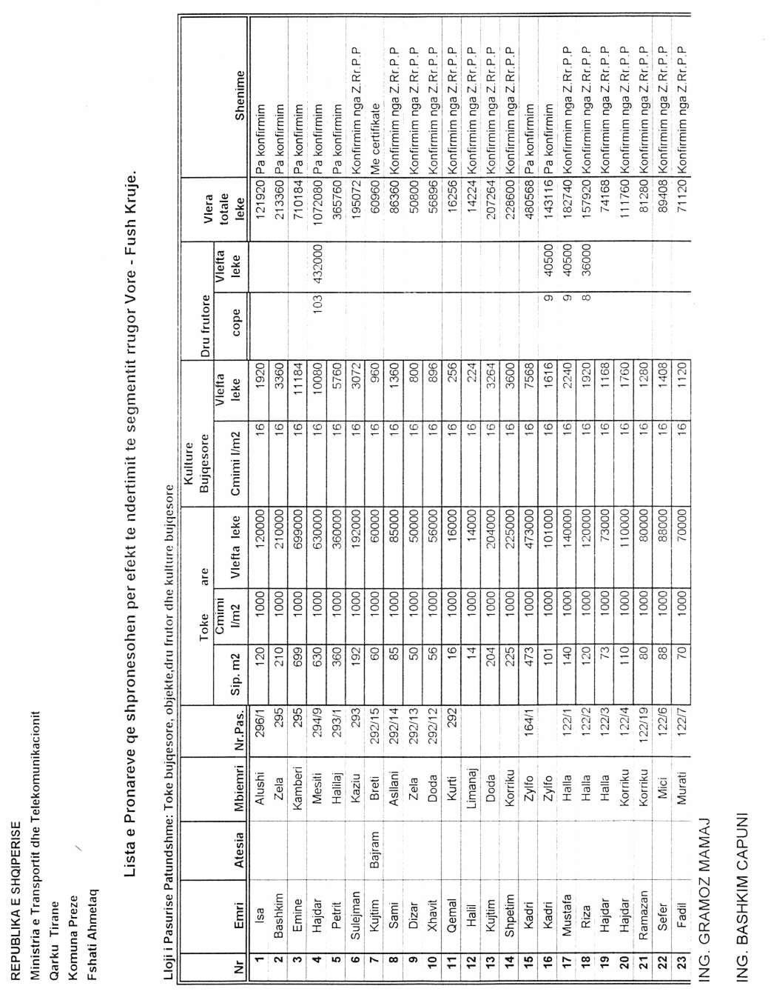 REPUBLIKA E SHQIPERISE
Ministria e Transportit dhe Telekomunikacionit
Qarku Tirane
Komuna Preze
Fshati Ahmetaq
Lista e Pronareve qe shpronesohen per efekt te ndertimit te segmentit rrugor Vore - Fush Kruje.
Lloji i Pasurise Patundshme: Toke bujqesore, objekte,dru frutor dhe kulture bujqesore
Toke are Kulture Bujqesore Dru frutore Vlera totale leke
Nr Emri Atesia Mbiemri Nr.Pas. Sip. m2 Cmimi l/m2 Vlefta leke Cmimi l/m2 Vlefta leke cope Vlefta leke Shenime
1 Isa Alushi 296/1 120 1000 120000 16 1920 121920 Pa konfirmim
2 Bashkim Zela 295 210 1000 210000 16 3360 213360 Pa konfirmim
3 Emine Kamberi 295 699 1000 699000 16 11184 710184 Pa konfirmim
4 Hajdar Mesiti 294/9 630 1000 630000 16 10080 103 432000 1072080 Pa konfirmim
5 Petrit Halilaj 293/1 360 1000 360000 16 5760 365760 Pa konfirmim
6 Sulejman Kaziu 293 192 1000 192000 16 3072 195072 Konfirmim nga Z.Rr.P.P
7 Kujtim Bajram Breti 292/15 60 1000 60000 16 960 60960 Me certifikate
8 Sami Asllani 292/14 85 1000 85000 16 1360 86360 Konfirmim nga Z.Rr.P.P
9 Dizar Zela 292/13 50 1000 50000 16 800 50800 Konfirmim nga Z.Rr.P.P
10 Xhavit Doda 292/12 56 1000 56000 16 896 56896 Konfirmim nga Z.Rr.P.P
11 Qemal Kurti 292 16 1000 16000 16 256 16256 Konfirmim nga Z.Rr.P.P
12 Halil Limanaj 14 1000 14000 16 224 14224 Konfirmim nga Z.Rr.P.P
13 Kujtim Doda 204 1000 204000 16 3264 207264 Konfirmim nga Z.Rr.P.P
14 Shpetim Korriku 225 1000 225000 16 3600 228600 Konfirmim nga Z.Rr.P.P
15 Kadri Zylfo 164/1 473 1000 473000 16 7568 480568 Pa konfirmim
16 Kadri Zylfo 101 1000 101000 16 1616 9 40500 143116 Pa konfirmim
17 Mustafa Halla 122/1 140 1000 140000 16 2240 9 40500 182740 Konfirmim nga Z.Rr.P.P
18 Riza Halla 122/2 120 1000 120000 16 1920 8 36000 157920 Konfirmim nga Z.Rr.P.P
19 Hajdar Halla 122/3 73 1000 73000 16 1168 74168 Konfirmim nga Z.Rr.P.P
20 Hajdar Korriku 122/4 110 1000 110000 16 1760 111760 Konfirmim nga Z.Rr.P.P
21 Ramazan Korriku 122/19 80 1000 80000 16 1280 81280 Konfirmim nga Z.Rr.P.P
22 Sefer Mici 122/6 88 1000 88000 16 1408 89408 Konfirmim nga Z.Rr.P.P
23 Fadil Murati 122/7 70 1000 70000 16 1120 71120 Konfirmim nga Z.Rr.P.P
ING. GRAMOZ MAMAJ
ING. BASHKIM CAPUNI